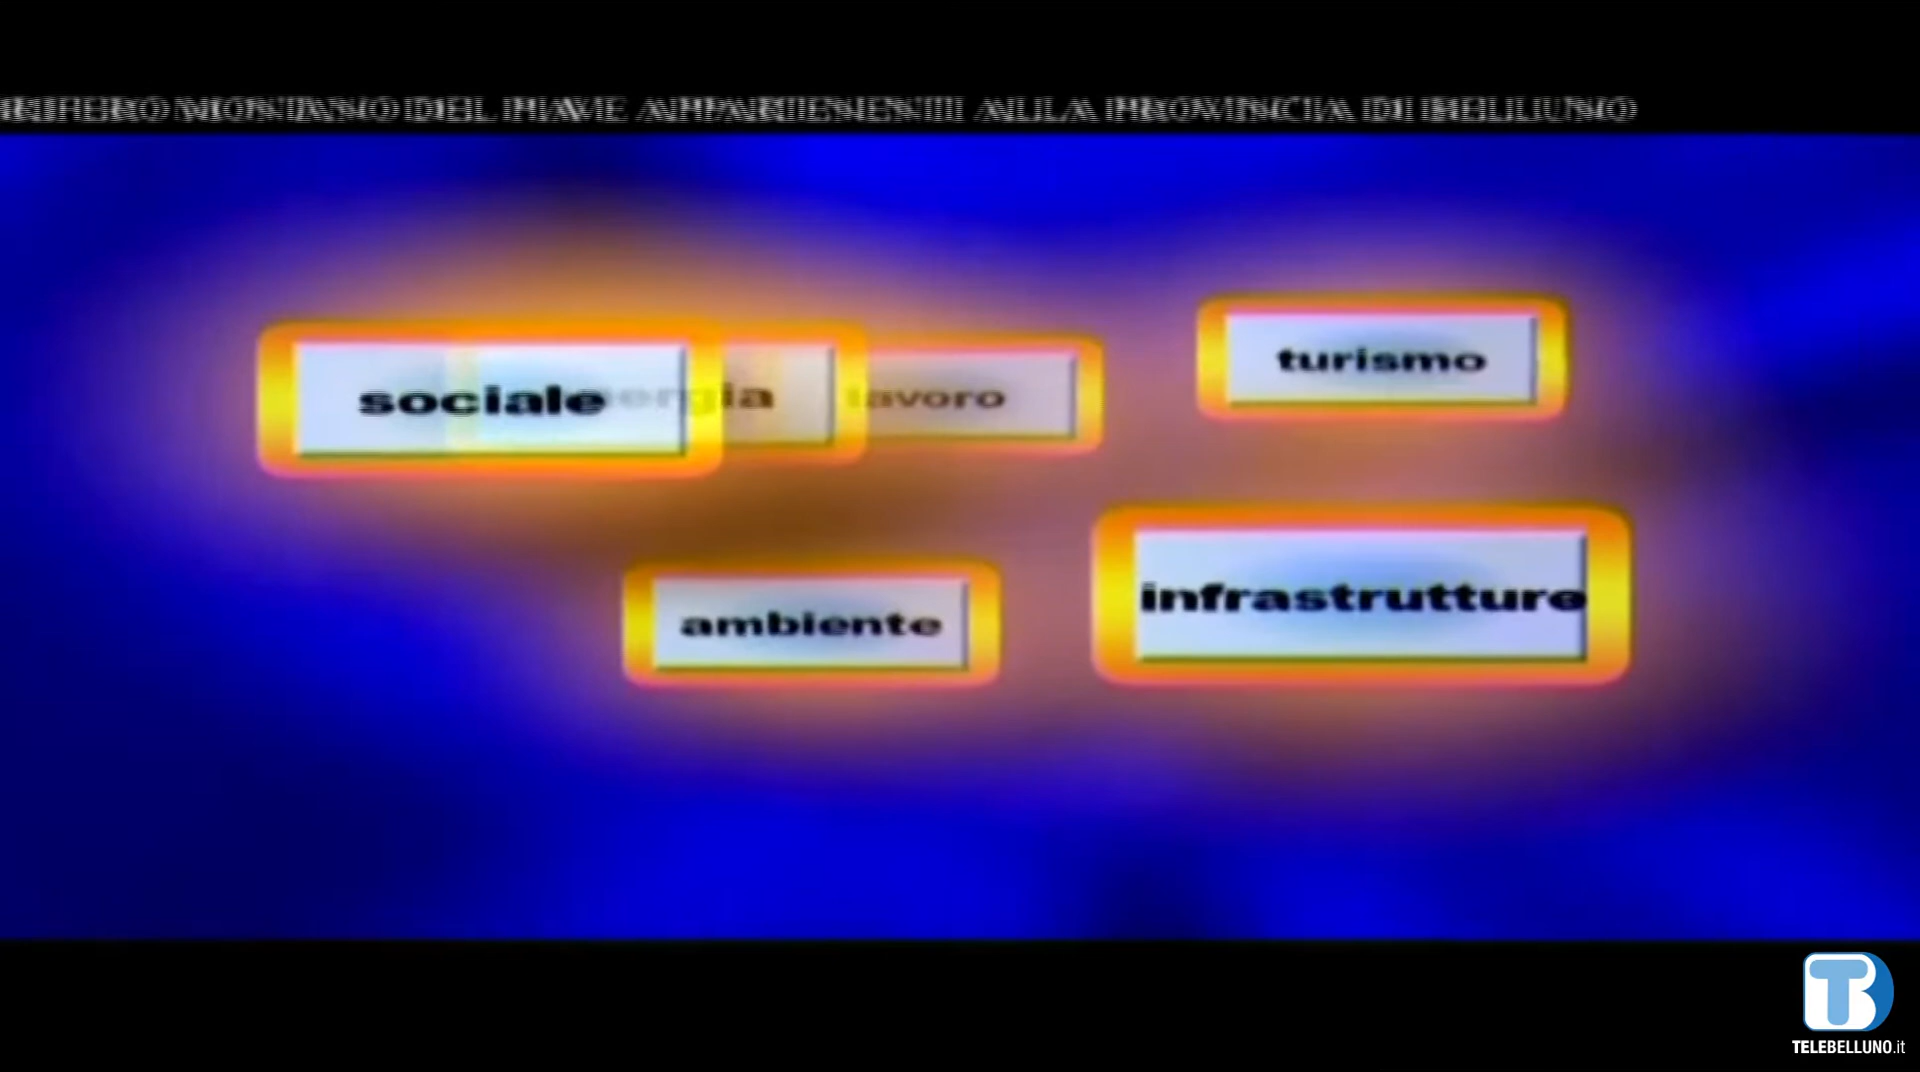 MONTANO DEL PIAVE APPARTENENTI ALLA PROVINCIA DI BELLUNO
sociale
lavoro
turismo
ambiente
infrastrutture
TELEBELLUNO.it